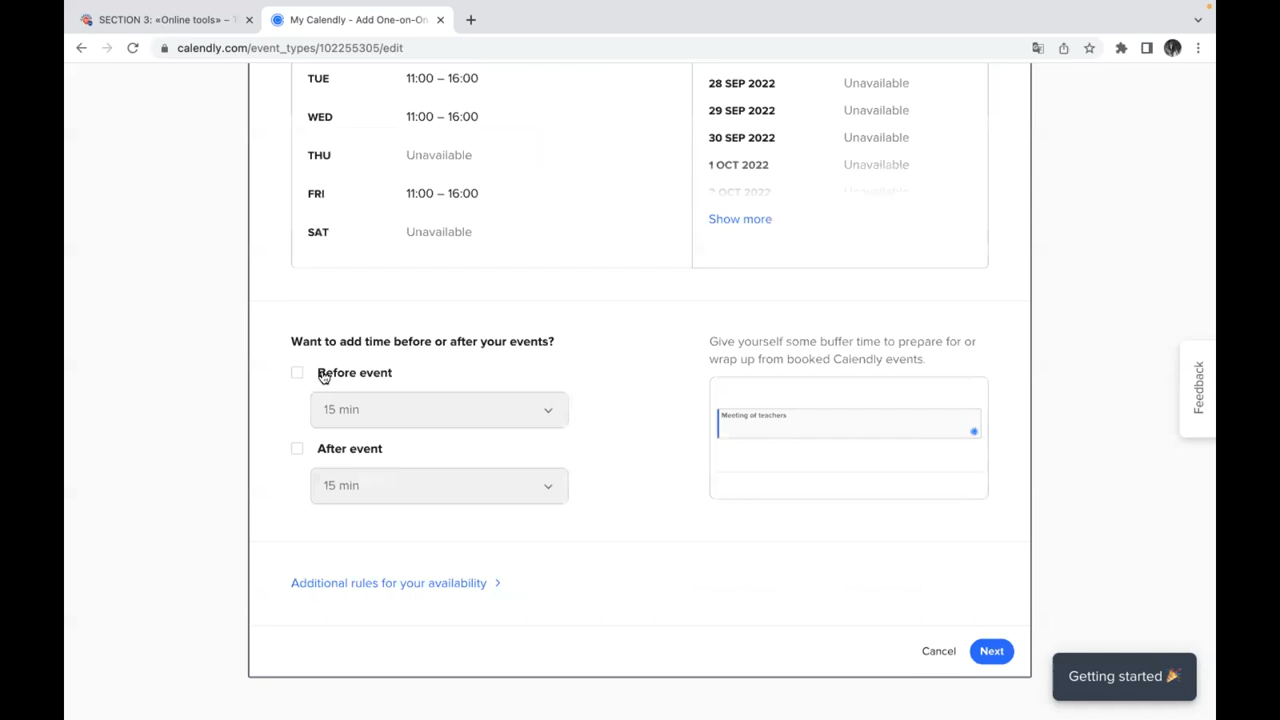 SECTION 3: «Online tools» –
My Calendly - Add One-on-On
calendly.com/event_types/102255305/edit
TUE 11:00 – 16:00
WED 11:00 – 16:00
THU Unavailable
FRI 11:00 – 16:00
SAT Unavailable
28 SEP 2022 Unavailable
29 SEP 2022 Unavailable
30 SEP 2022 Unavailable
1 OCT 2022 Unavailable
OCT 2022 Unavailable
Show more
Want to add time before or after your events?
Before event
15 min
After event
15 min
Give yourself some buffer time to prepare for or
wrap up from booked Calendly events.
Meeting of teachers
Additional rules for your availability
Cancel
Next
Feedback
Getting started 🎉